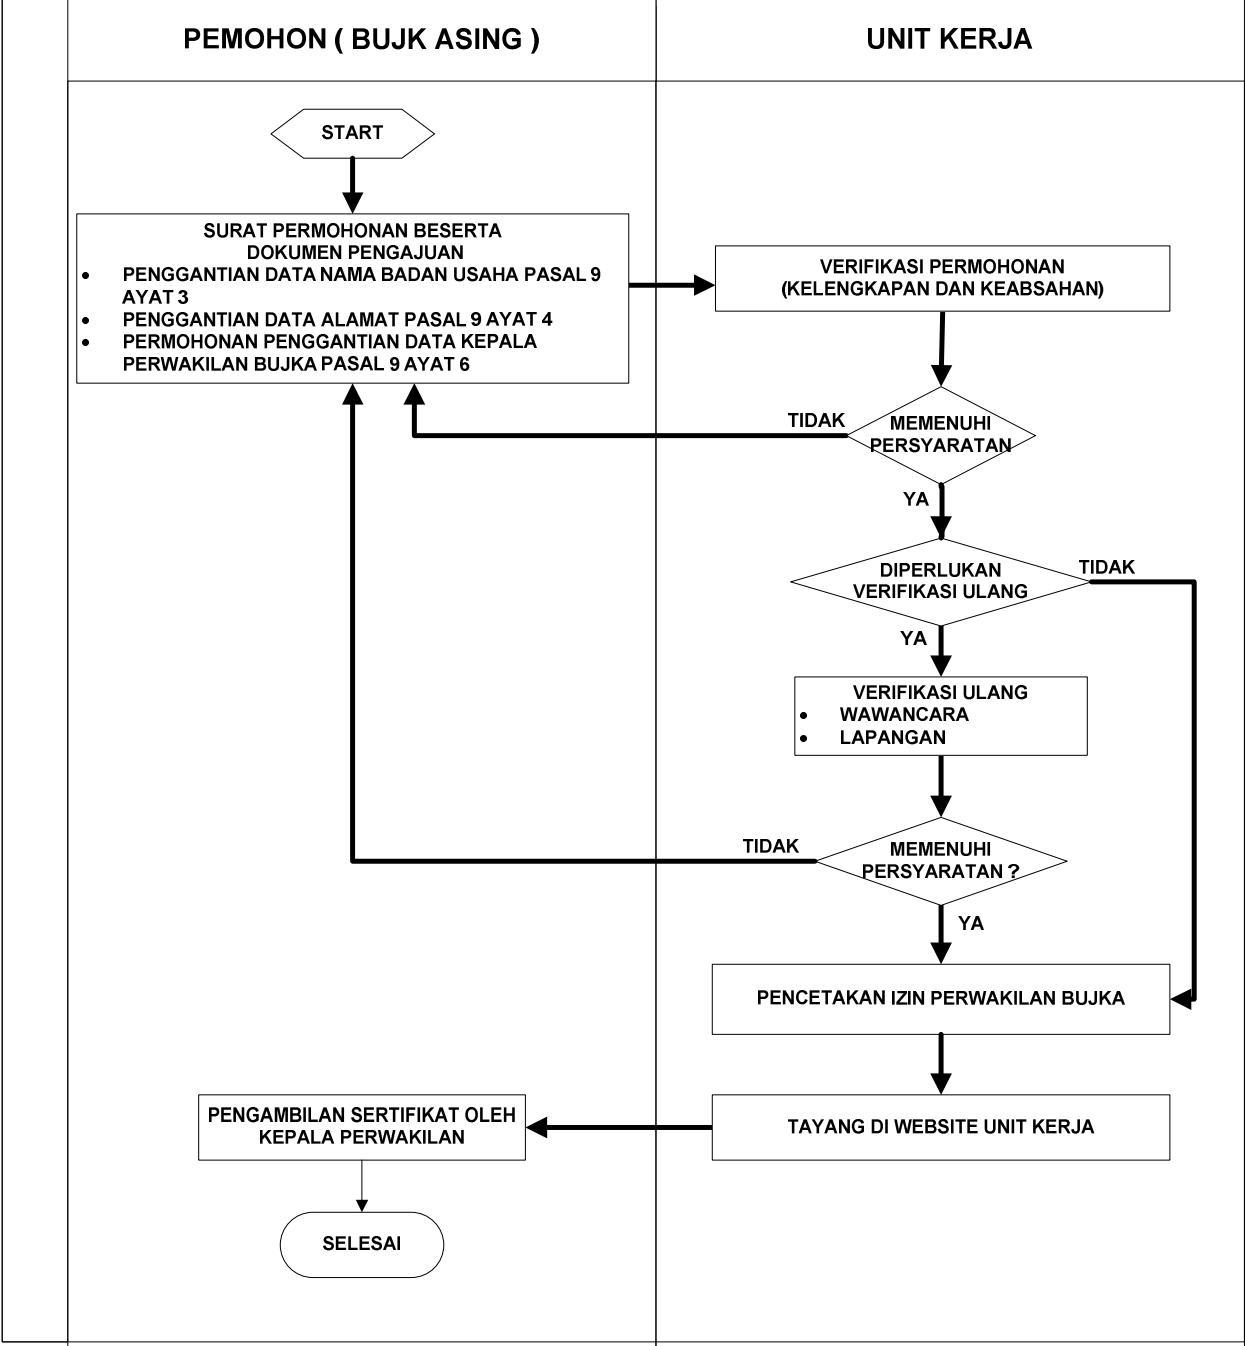 PEMOHON ( BUJK ASING )
UNIT KERJA
START
SURAT PERMOHONAN BESERTA
DOKUMEN PENGAJUAN
• PENGGANTIAN DATA NAMA BADAN USAHA PASAL 9
AYAT 3
• PENGGANTIAN DATA ALAMAT PASAL 9 AYAT 4
• PERMOHONAN PENGGANTIAN DATA KEPALA
PERWAKILAN BUJKA PASAL 9 AYAT 6
VERIFIKASI PERMOHONAN
(KELENGKAPAN DAN KEABSAHAN)
TIDAK
MEMENUHI
PERSYARATAN
YA
DIPERLUKAN
VERIFIKASI ULANG
TIDAK
YA
VERIFIKASI ULANG
• WAWANCARA
• LAPANGAN
TIDAK
MEMENUHI
PERSYARATAN ?
YA
PENCETAKAN IZIN PERWAKILAN BUJKA
TAYANG DI WEBSITE UNIT KERJA
PENGAMBILAN SERTIFIKAT OLEH
KEPALA PERWAKILAN
SELESAI